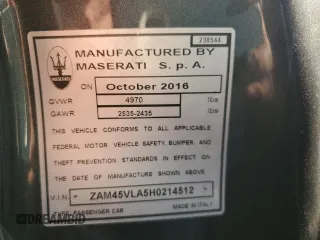 238544
MANUFACTURED BY
MASERATI S.p.A.
ON October 2016
GVWR 4970 lbs
GAWR 2535-2435 lbs
THIS VEHICLE CONFORMS TO ALL APPLICABLE
FEDERAL MOTOR VEHICLE SAFETY, BUMPER, AND
THEFT PREVENTION STANDARDS IN EFFECT ON
THE DATE OF MANUFACTURE SHOWN ABOVE
V.I.N. ZAM45VLA5H0214512
TYPE: PASSENGER CAR MADE IN ITALY
DREAMBID